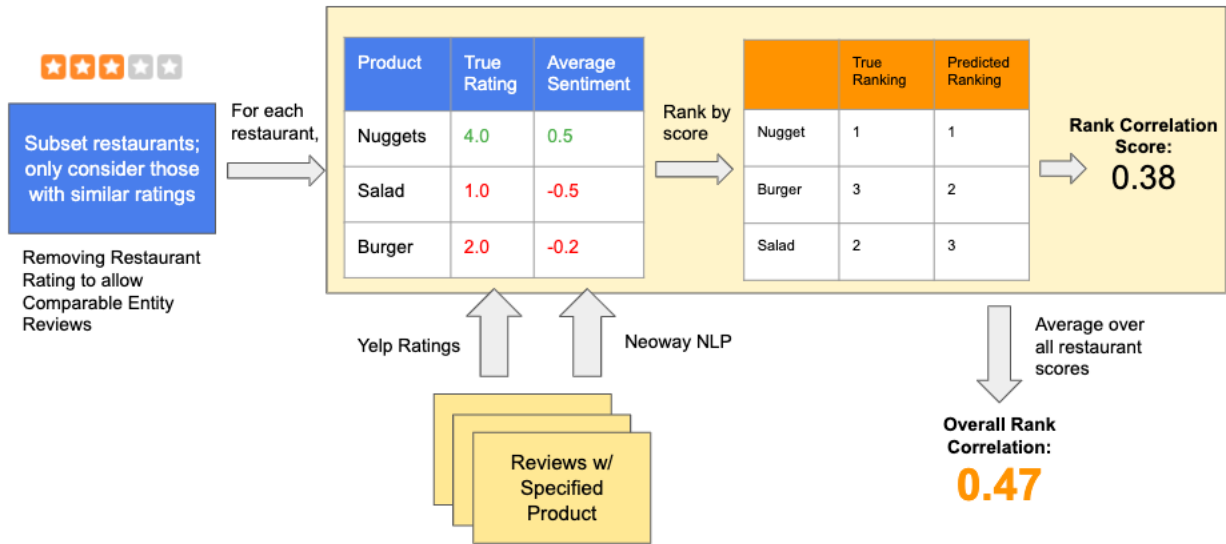 Subset restaurants;
only consider those
with similar ratings
Removing Restaurant
Rating to allow
Comparable Entity
Reviews
For each
restaurant,
Product
True
Rating
Average
Sentiment
Nuggets
4.0
0.5
Salad
1.0
-0.5
Burger
2.0
-0.2
Yelp Ratings
Neoway NLP
Reviews w/
Specified
Product
Rank by
score
True
Ranking
Predicted
Ranking
Nugget
1
1
Burger
3
2
Salad
2
3
Rank Correlation
Score:
0.38
Average over
all restaurant
scores
Overall Rank
Correlation:
0.47